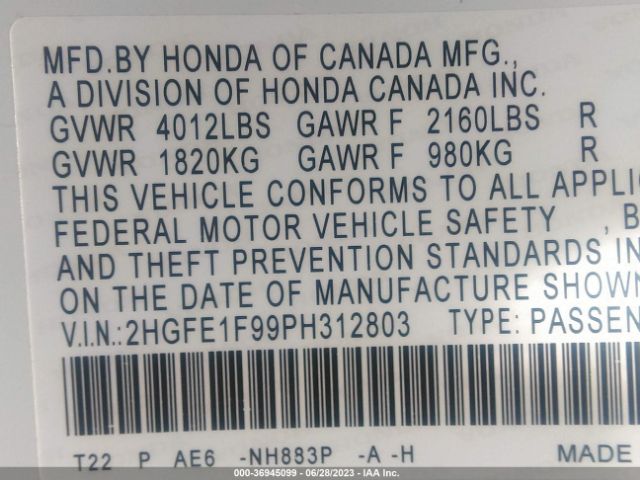 MFD.BY HONDA OF CANADA MFG.,
A DIVISION OF HONDA CANADA INC.
GVWR 4012LBS GAWR F 2160LBS R
GVWR 1820KG GAWR F 980KG R
THIS VEHICLE CONFORMS TO ALL APPLIC
FEDERAL MOTOR VEHICLE SAFETY , B
AND THEFT PREVENTION STANDARDS IN
ON THE DATE OF MANUFACTURE SHOWN
V.I.N.:2HGFE1F99PH312803 TYPE: PASSEN
T22 P AE6 -NH883P -A -H MADE
000-36945099 - 06/28/2023 - IAA Inc.